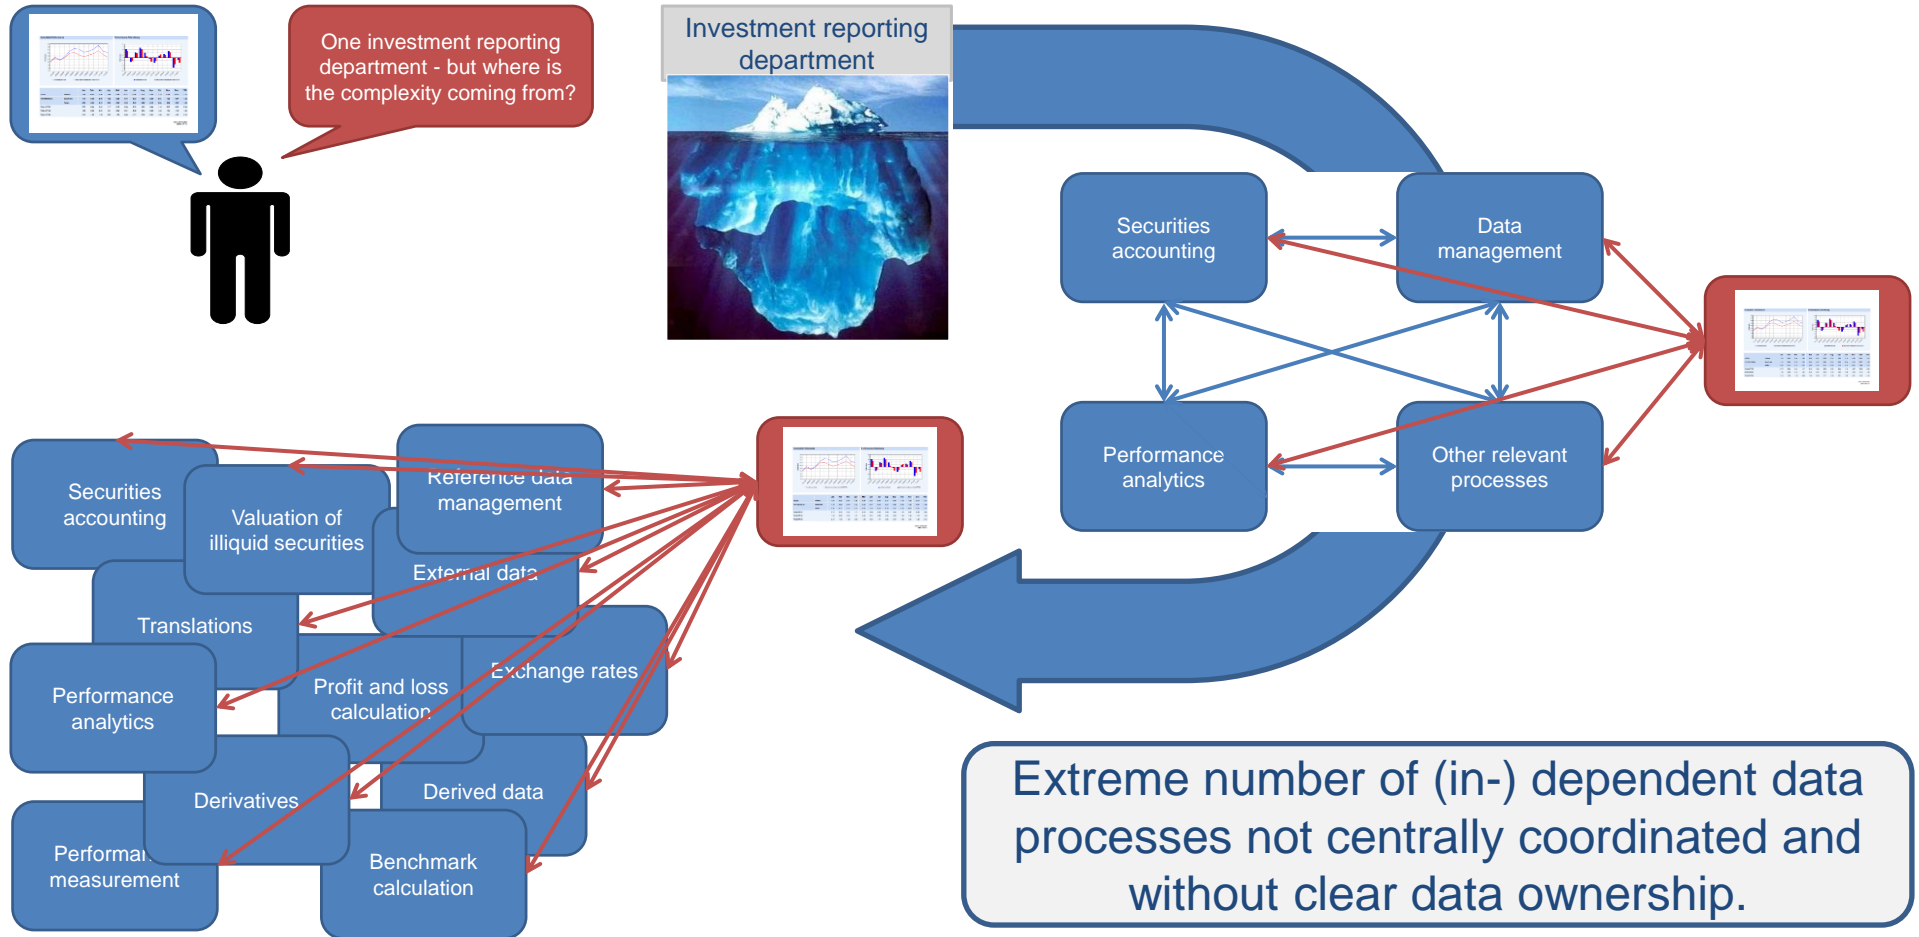 One investment reporting
department - but where is
the complexity coming from?
Investment reporting
department
Securities
accounting
Data
management
Performance
analytics
Other relevant
processes
Securities
accounting
Valuation of
illiquid securities
Reference data
management
External data
Translations
Exchange rates
Performance
analytics
Profit and loss
calculation
Derivatives
Derived data
Performan
measurement
Benchmark
calculation
Extreme number of (in-) dependent data
processes not centrally coordinated and
without clear data ownership.